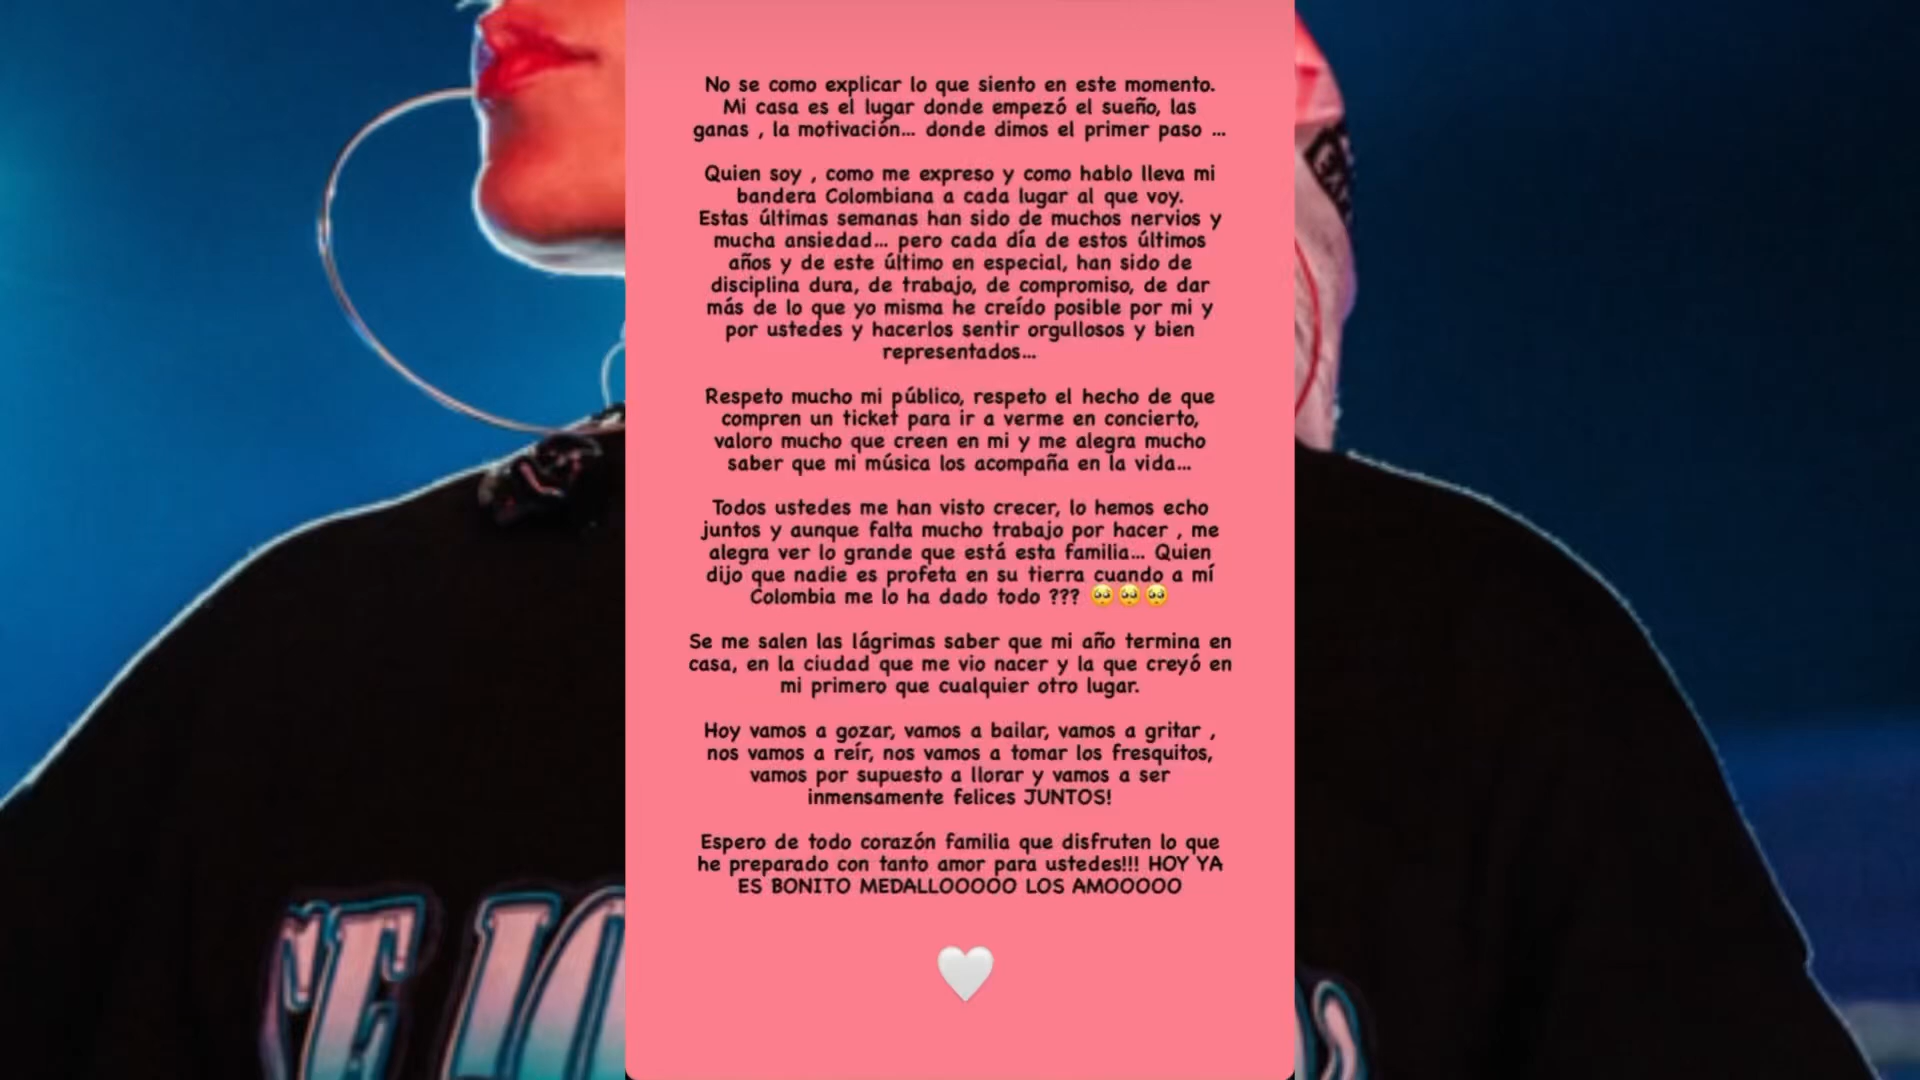 No se como explicar lo que siento en este momento.
Mi casa es el lugar donde empezó el sueño, las
ganas , la motivación... donde dimos el primer paso ...
Quien soy , como me expreso y como hablo lleva mi
bandera Colombiana a cada lugar al que voy.
Estas últimas semanas han sido de muchos nervios y
mucha ansiedad... pero cada día de estos últimos
años y de este último en especial, han sido de
disciplina dura, de trabajo, de compromiso, de dar
más de lo que yo misma he creído posible por mi y
por ustedes y hacerlos sentir orgullosos y bien
representados...
Respeto mucho mi público, respeto el hecho de que
compren un ticket para ir a verme en concierto,
valoro mucho que creen en mi y me alegra mucho
saber que mi música los acompaña en la vida...
Todos ustedes me han visto crecer, lo hemos echo
juntos y aunque falta mucho trabajo por hacer , me
alegra ver lo grande que está esta familia... Quien
dijo que nadie es profeta en su tierra cuando a mí
Colombia me lo ha dado todo ??? 🥺🥺🥺
Se me salen las lágrimas saber que mi año termina en
casa, en la ciudad que me vio nacer y la que creyó en
mi primero que cualquier otro lugar.
Hoy vamos a gozar, vamos a bailar, vamos a gritar ,
nos vamos a reír, nos vamos a tomar los fresquitos,
vamos por supuesto a llorar y vamos a ser
inmensamente felices JUNTOS!
Espero de todo corazón familia que disfruten lo que
he preparado con tanto amor para ustedes!!! HOY YA
ES BONITO MEDALLOOOOO LOS AMOOOOO
🤍